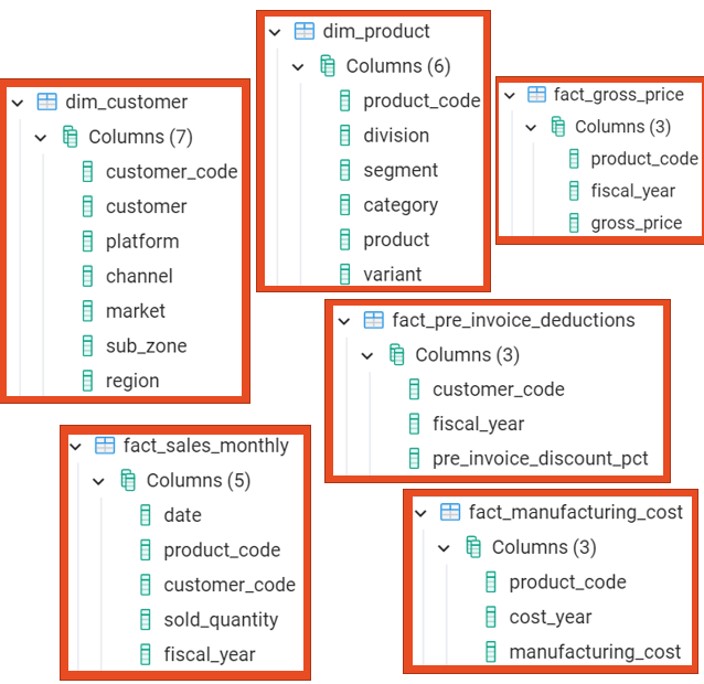 dim_customer
Columns (7)
customer_code
customer
platform
channel
market
sub_zone
region
dim_product
Columns (6)
product_code
division
segment
category
product
variant
fact_gross_price
Columns (3)
product_code
fiscal_year
gross_price
fact_pre_invoice_deductions
Columns (3)
customer_code
fiscal_year
pre_invoice_discount_pct
fact_sales_monthly
Columns (5)
date
product_code
customer_code
sold_quantity
fiscal_year
fact_manufacturing_cost
Columns (3)
product_code
cost_year
manufacturing_cost